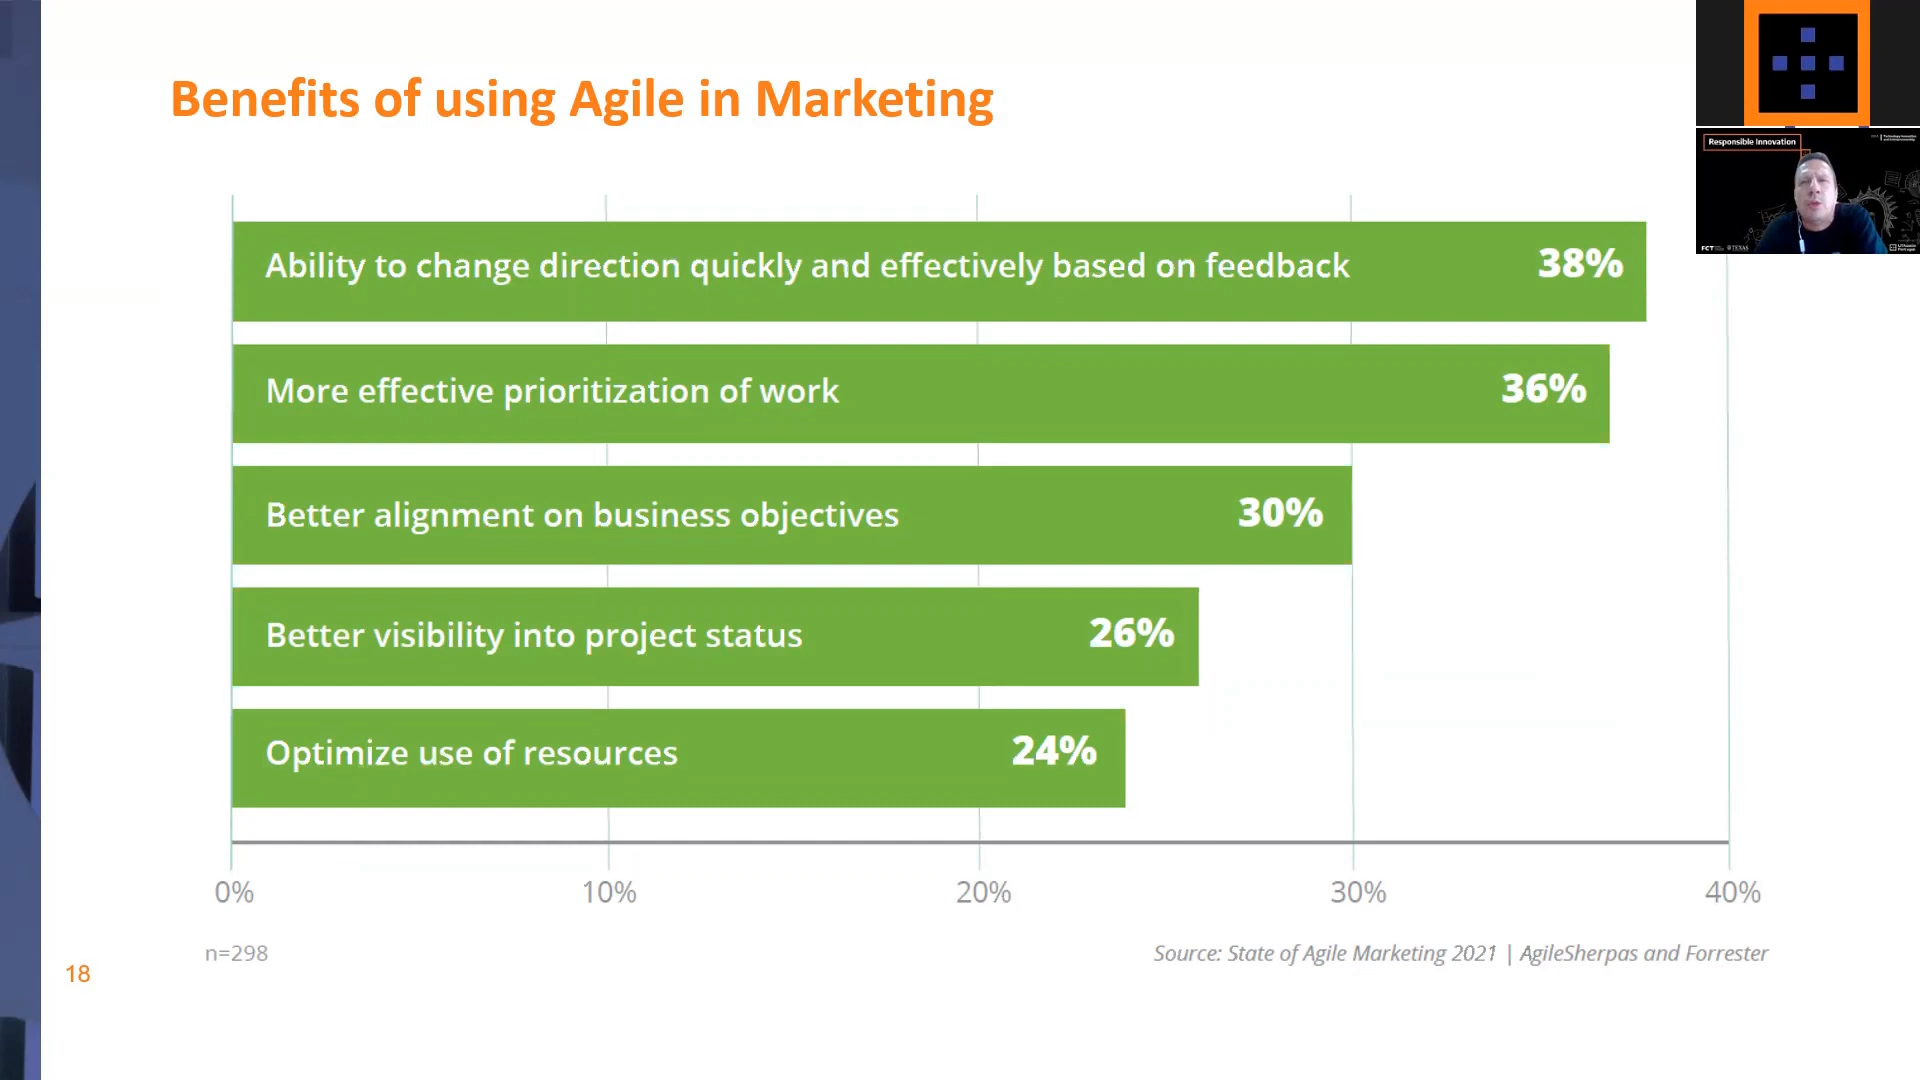 Benefits of using Agile in Marketing
Responsible Innovation
Ability to change direction quickly and effectively based on feedback 38%
More effective prioritization of work 36%
Better alignment on business objectives 30%
Better visibility into project status 26%
Optimize use of resources 24%
0% 10% 20% 30% 40%
n=298
Source: State of Agile Marketing 2021 | AgileSherpas and Forrester
18
FCT
TEXAS